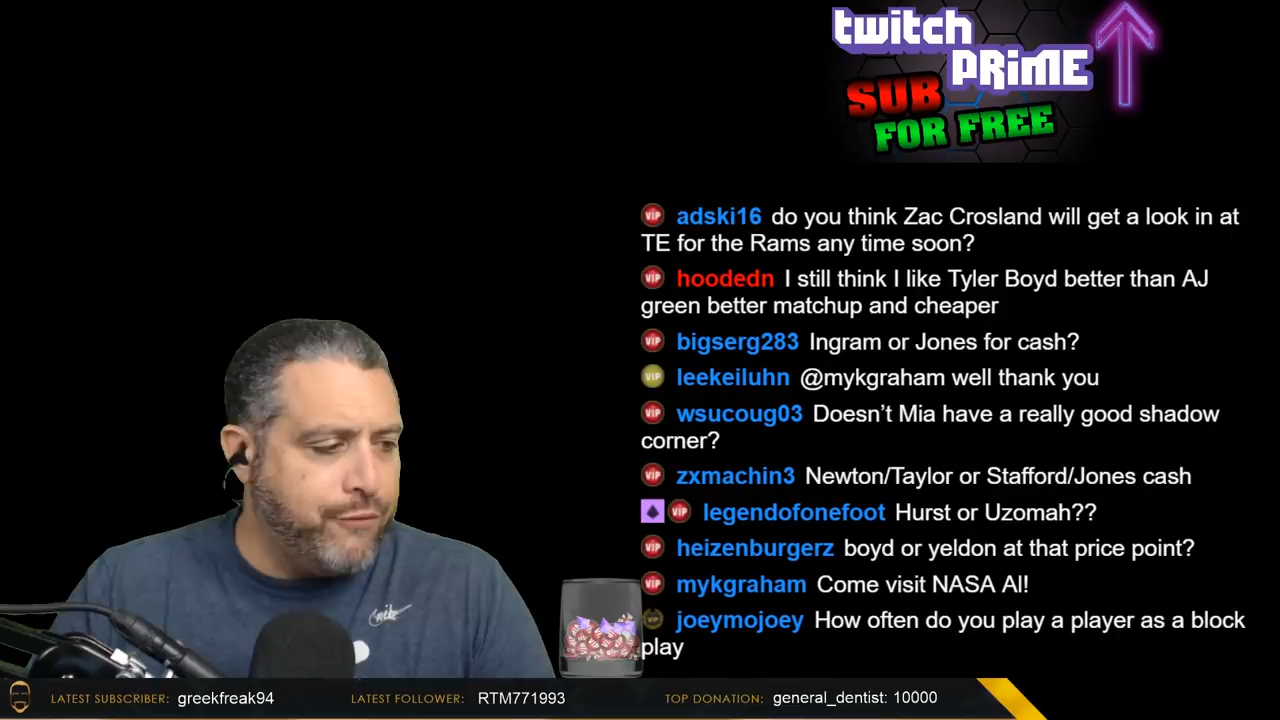 twitch
PRiME
SUB
FOR FREE
adski16 do you think Zac Crosland will get a look in at
TE for the Rams any time soon?
hoodedn I still think I like Tyler Boyd better than AJ
green better matchup and cheaper
bigserg283 Ingram or Jones for cash?
leekeiluhn @mykgraham well thank you
wsucoug03 Doesn’t Mia have a really good shadow
corner?
zxmachin3 Newton/Taylor or Stafford/Jones cash
legendofonefoot Hurst or Uzomah??
heizenburgerz boyd or yeldon at that price point?
mykgraham Come visit NASA Al!
joeymojoey How often do you play a player as a block
play
LATEST SUBSCRIBER: greekfreak94 LATEST FOLLOWER: RTM771993 TOP DONATION: general_dentist: 10000